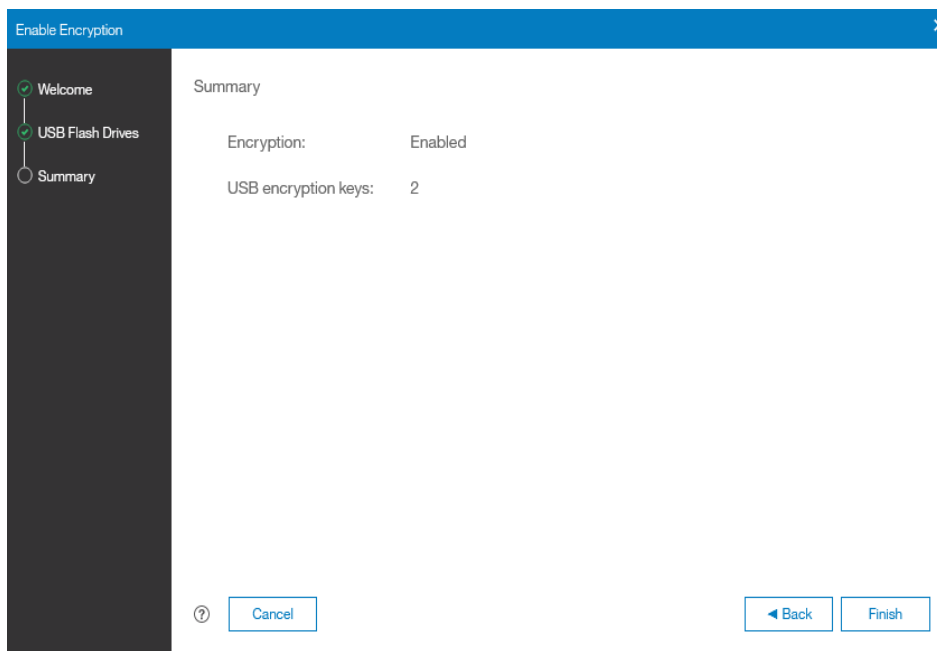 Enable Encryption
Welcome
USB Flash Drives
Summary
Summary
Encryption: Enabled
USB encryption keys: 2
? Cancel ◄ Back Finish